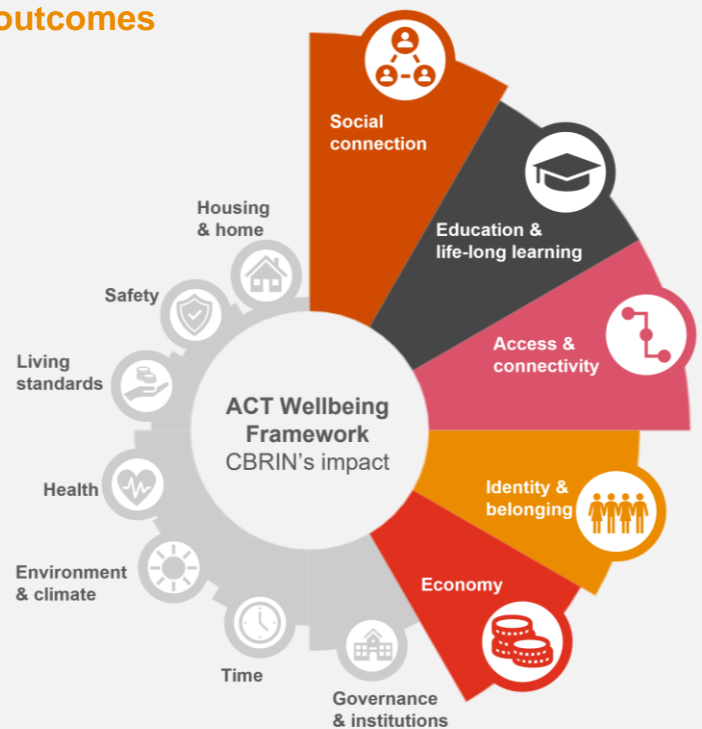 outcomes
Social
connection
Education &
life-long learning
Access &
connectivity
Identity &
belonging
Economy
Governance
& institutions
Time
Environment
& climate
Health
Living
standards
Safety
Housing
& home
ACT Wellbeing
Framework
CBRIN's impact